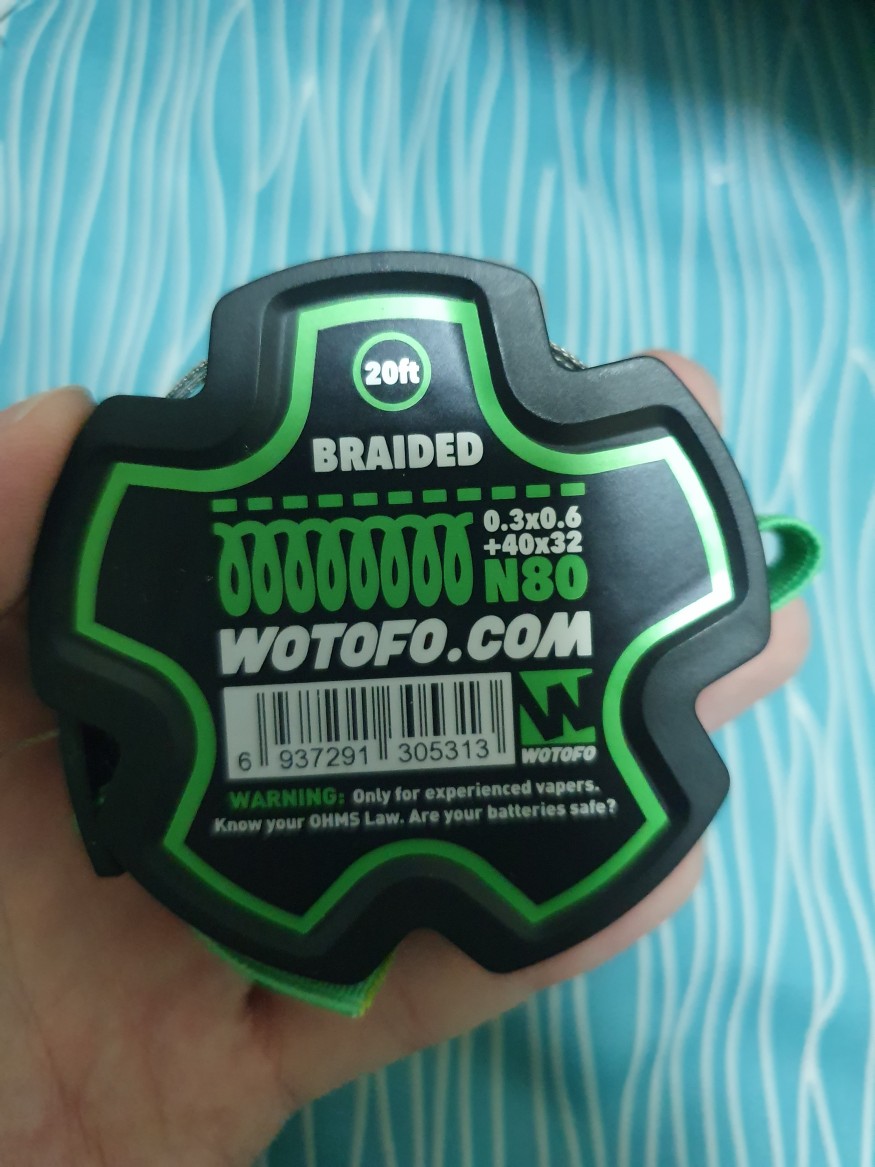 20ft
BRAIDED
0.3x0.6
+40x32
N80
WOTOFO.COM
6 937291 305313
W
WOTOFO
WARNING: Only for experienced vapers.
Know your OHMS Law. Are your batteries safe?